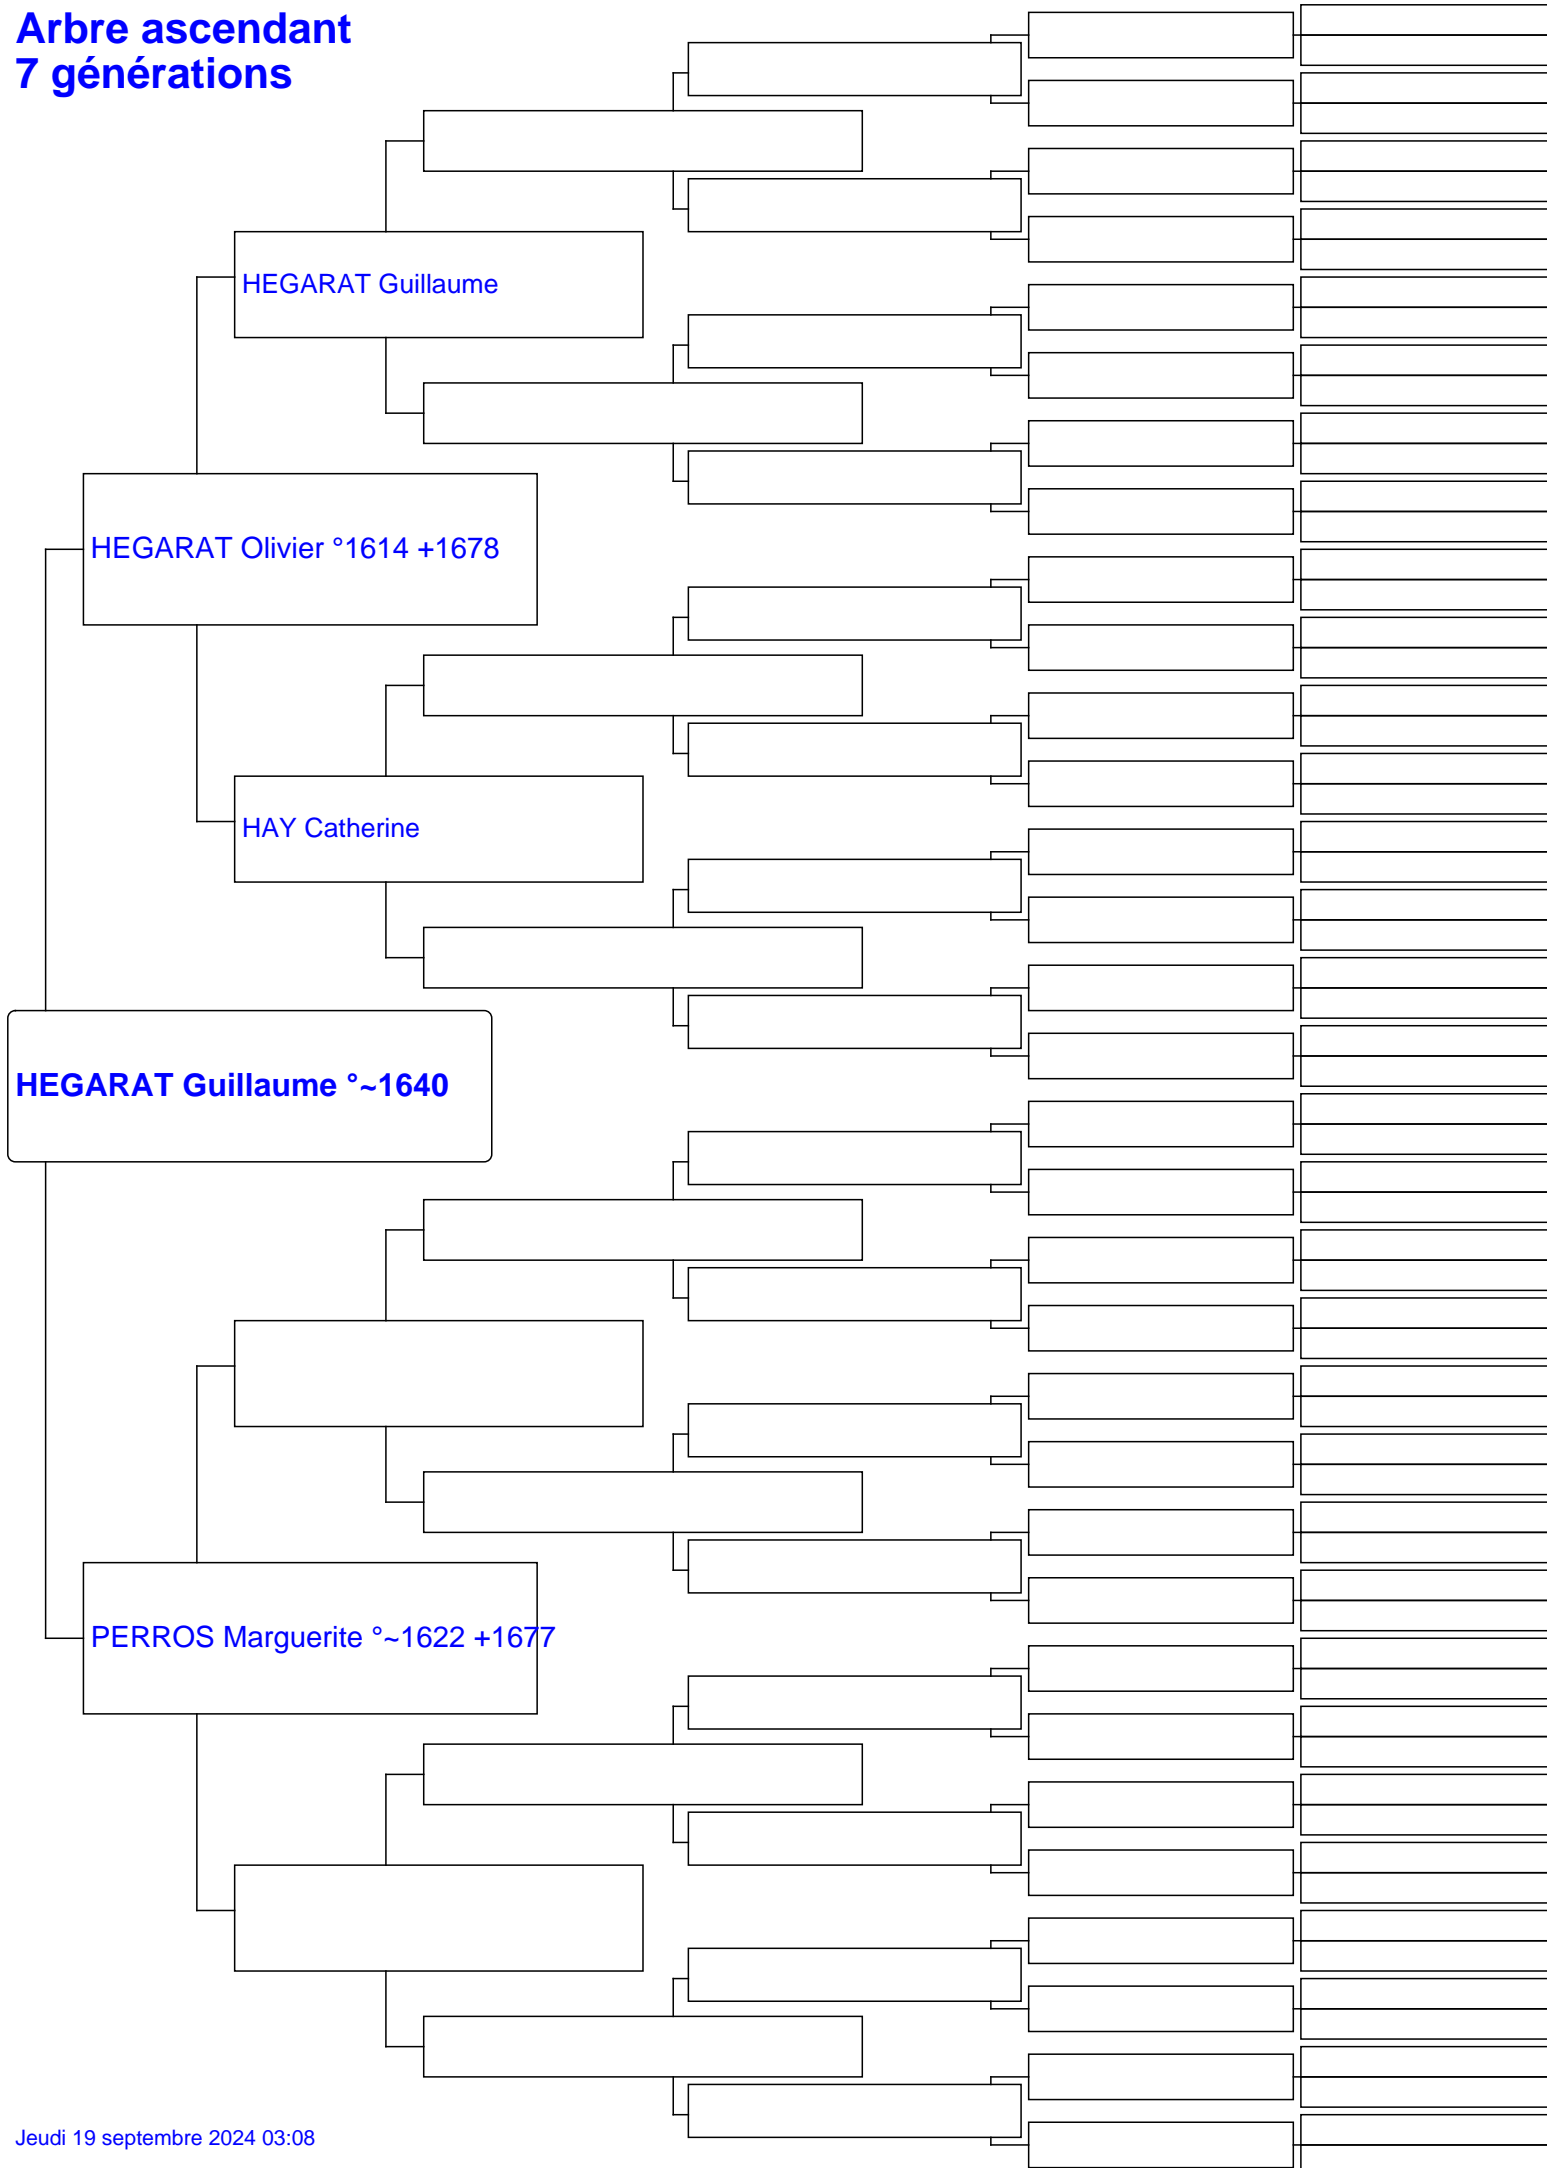 Arbre ascendant
7 générations
HEGARAT Guillaume
HEGARAT Olivier °1614 +1678
HAY Catherine
HEGARAT Guillaume °~1640
PERROS Marguerite °~1622 +1677
Jeudi 19 septembre 2024 03:08